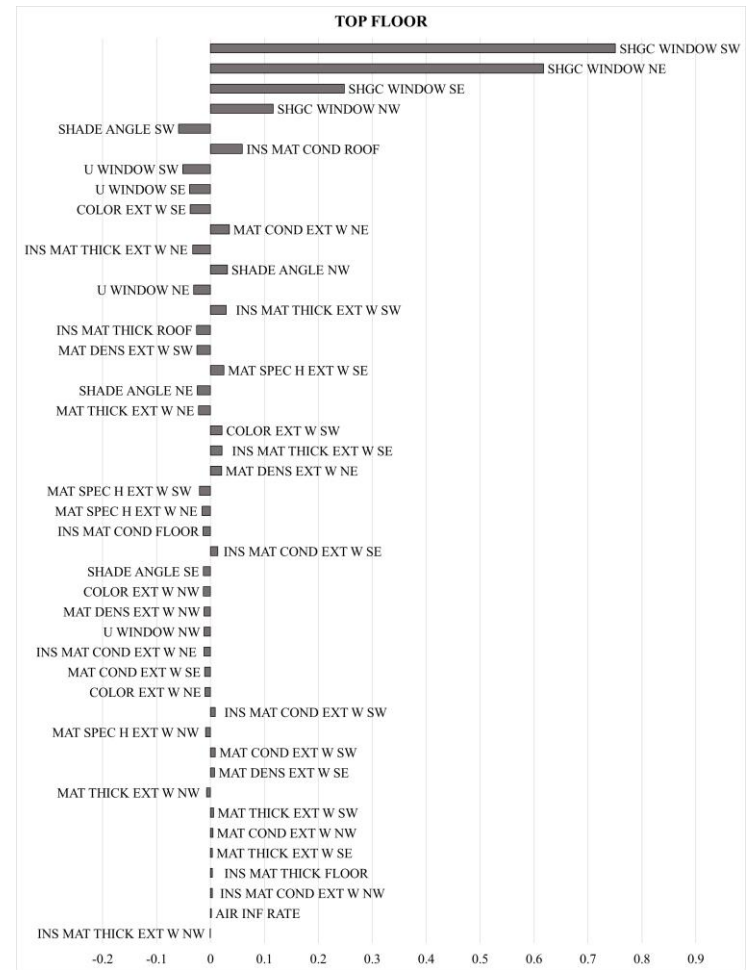 TOP FLOOR
SHGC WINDOW SW
SHGC WINDOW NE
SHGC WINDOW SE
SHGC WINDOW NW
SHADE ANGLE SW
INS MAT COND ROOF
U WINDOW SW
U WINDOW SE
COLOR EXT W SE
MAT COND EXT W NE
INS MAT THICK EXT W NE
SHADE ANGLE NW
U WINDOW NE
INS MAT THICK EXT W SW
INS MAT THICK ROOF
MAT DENS EXT W SW
MAT SPEC H EXT W SE
SHADE ANGLE NE
MAT THICK EXT W NE
COLOR EXT W SW
INS MAT THICK EXT W SE
MAT DENS EXT W NE
MAT SPEC H EXT W SW
MAT SPEC H EXT W NE
INS MAT COND FLOOR
INS MAT COND EXT W SE
SHADE ANGLE SE
COLOR EXT W NW
MAT DENS EXT W NW
U WINDOW NW
INS MAT COND EXT W NE
MAT COND EXT W SE
COLOR EXT W NE
INS MAT COND EXT W SW
MAT SPEC H EXT W NW
MAT COND EXT W SW
MAT DENS EXT W SE
MAT THICK EXT W NW
MAT THICK EXT W SW
MAT COND EXT W NW
MAT THICK EXT W SE
INS MAT THICK FLOOR
INS MAT COND EXT W NW
AIR INF RATE
INS MAT THICK EXT W NW
-0.2 -0.1 0 0.1 0.2 0.3 0.4 0.5 0.6 0.7 0.8 0.9